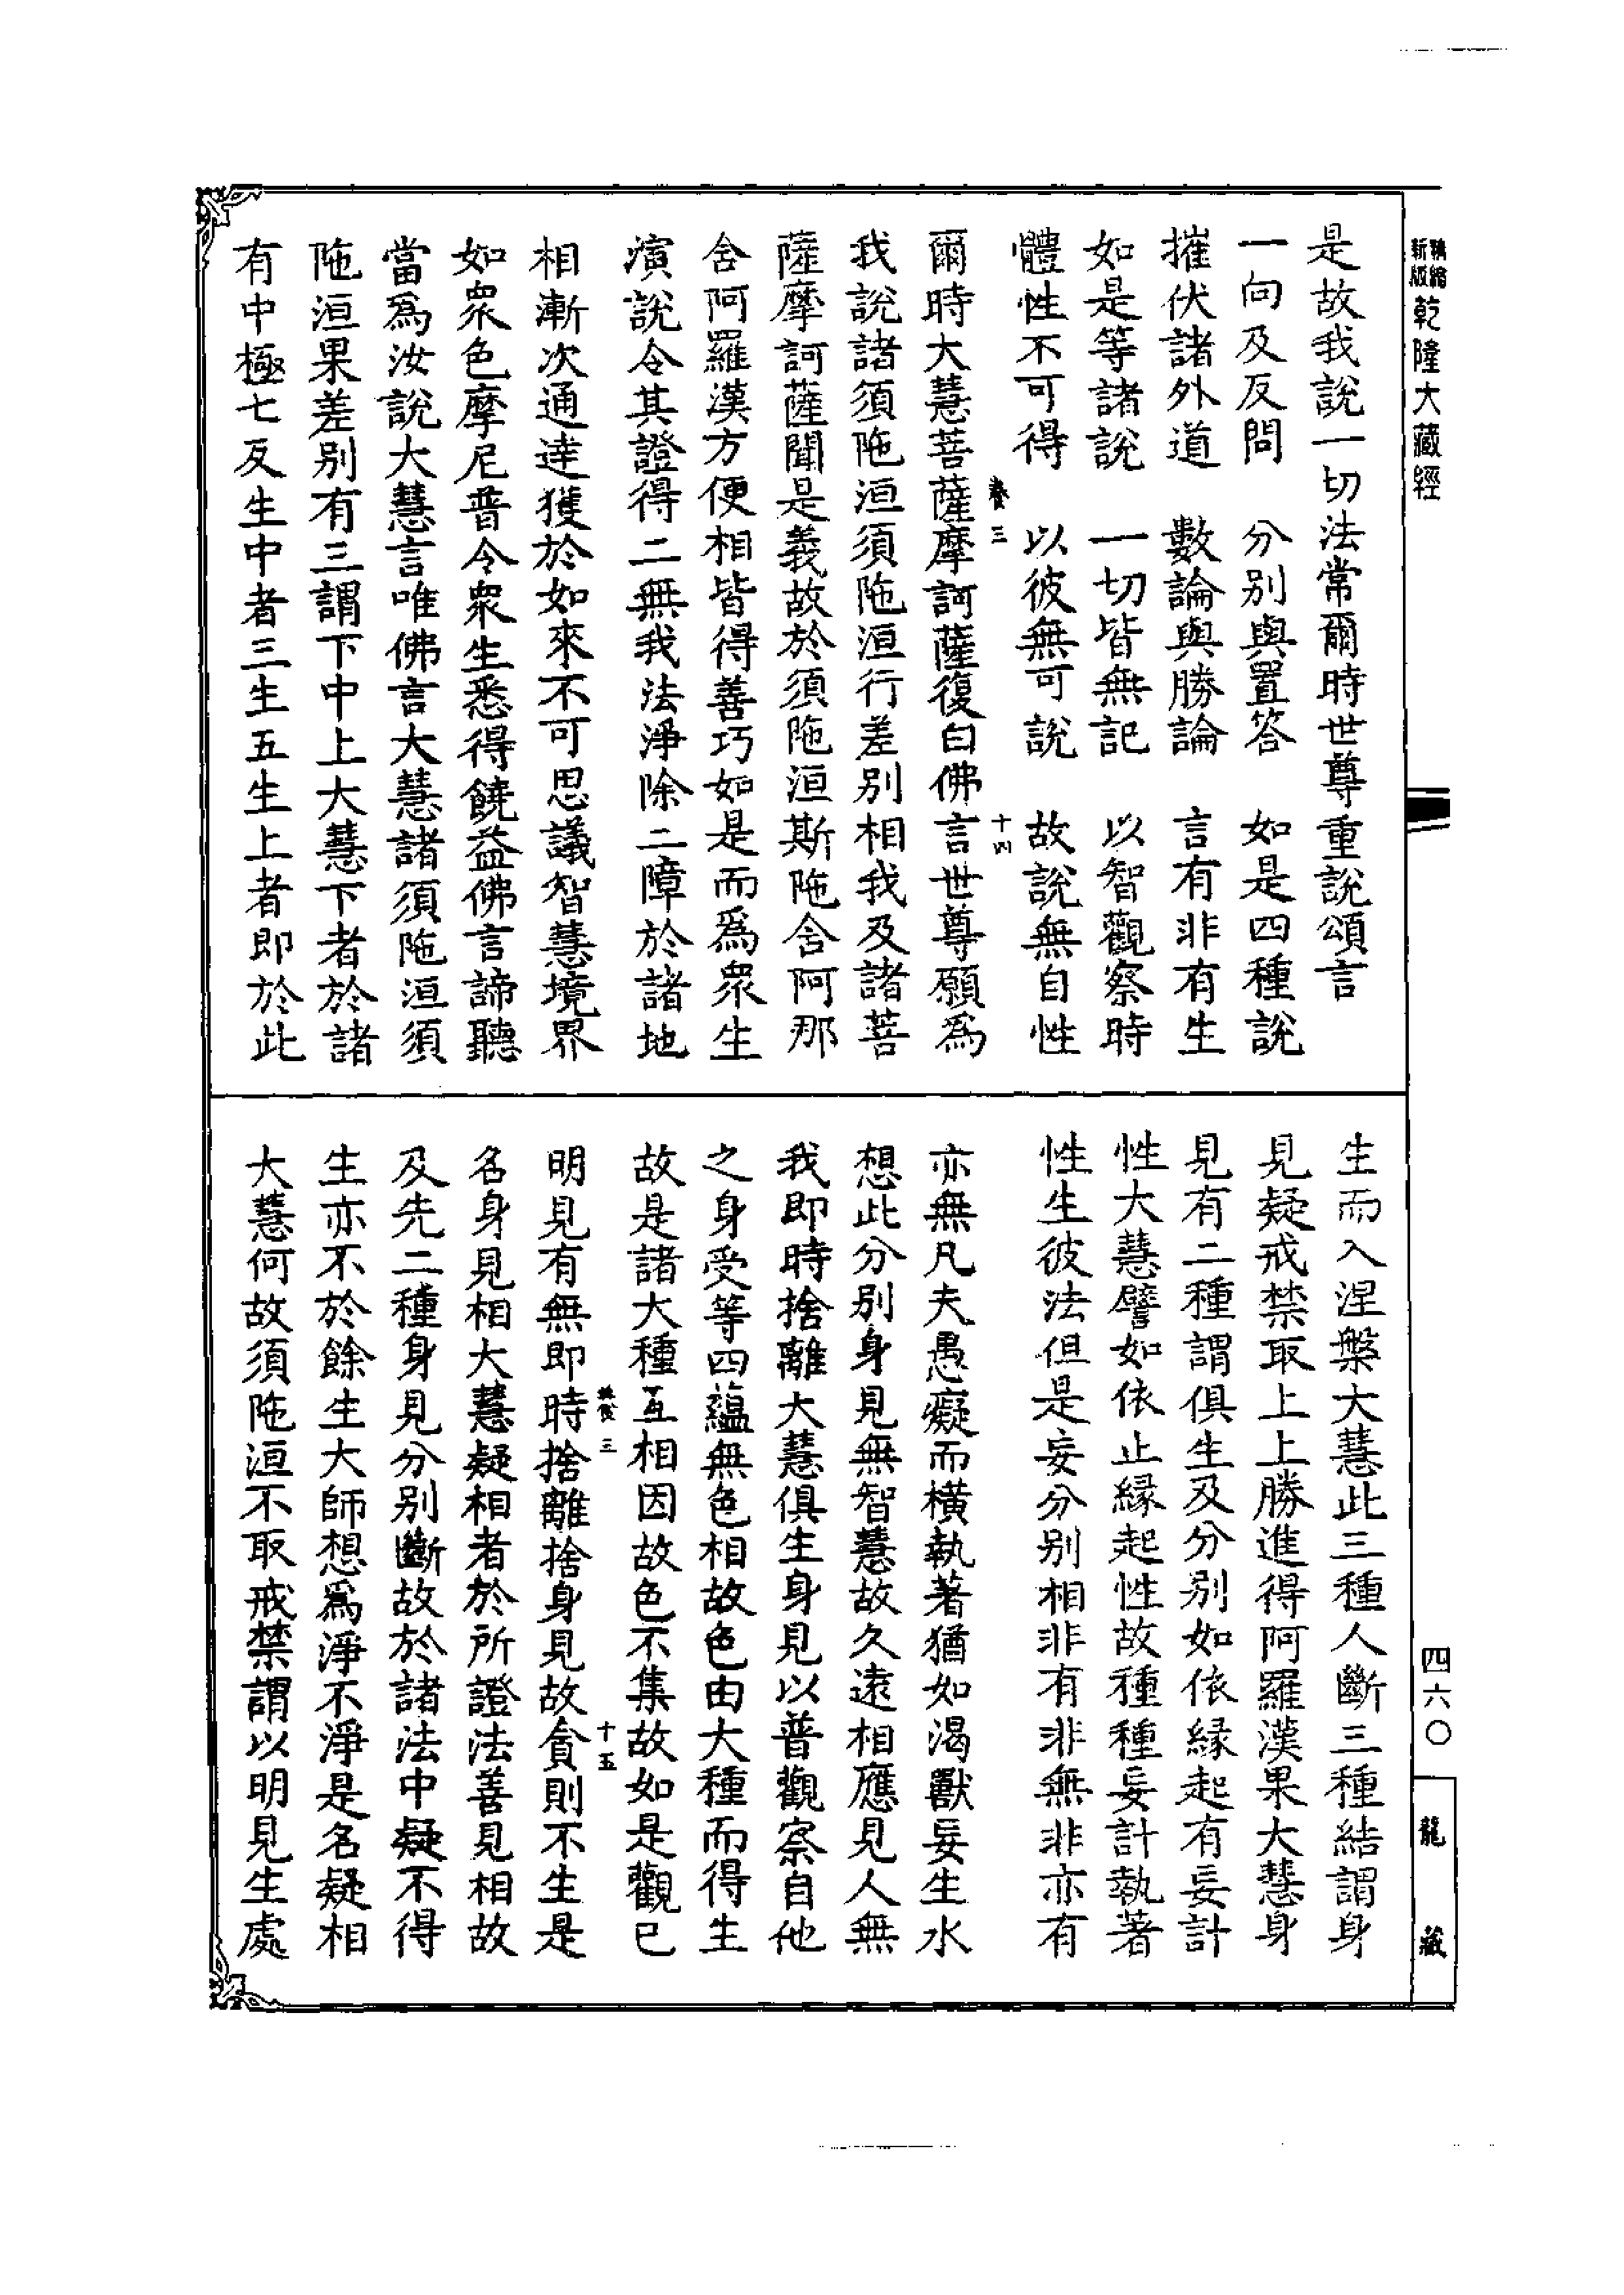 新版精縮乾隆大藏經
是故我說一切法常爾時世尊重說頌言
一向及反問　分別與置答　如是四種說
摧伏諸外道　數論與勝論　言有非有生
如是等諸說　一切皆無記　以智觀察時
體性不可得　以彼無可說　故說無自性
卷三　十四
爾時大慧菩薩摩訶薩復白佛言世尊願爲
我說諸須陁洹須陁洹行差別相我及諸菩
薩摩訶薩聞是義故於須陁洹斯陁含阿那
含阿羅漢方便相皆得善巧如是而爲衆生
演說令其證得二無我法淨除二障於諸地
相漸次通達獲於如來不可思議智慧境界
如衆色摩尼普令衆生悉得饒益佛言諦聽
當爲汝說大慧言唯佛言大慧諸須陁洹須
陁洹果差別有三謂下中上大慧下者於諸
有中極七反生中者三生五生上者即於此
生而入涅槃大慧此三種人斷三種結謂身
見疑戒禁取上上勝進得阿羅漢果大慧身
見有二種謂俱生及分別如依緣起有妄計
性大慧譬如依止緣起性故種種妄計執著
性生彼法但是妄分別相非有非無非亦有
亦無凡夫愚癡而橫執著猶如渴獸妄生水
想此分別身見無智慧故久遠相應見人無
我即時捨離大慧俱生身見以普觀察自他
之身受等四蘊無色相故色由大種而得生
故是諸大種互相因故色不集故如是觀已
三　十五
明見有無即時捨離捨身見故貪則不生是
名身見相大慧疑相者於所證法善見相故
及先二種身見分別斷故於諸法中疑不得
生亦不於餘生大師想爲淨不淨是名疑相
大慧何故須陁洹不取戒禁謂以明見生處
四六〇
龍藏